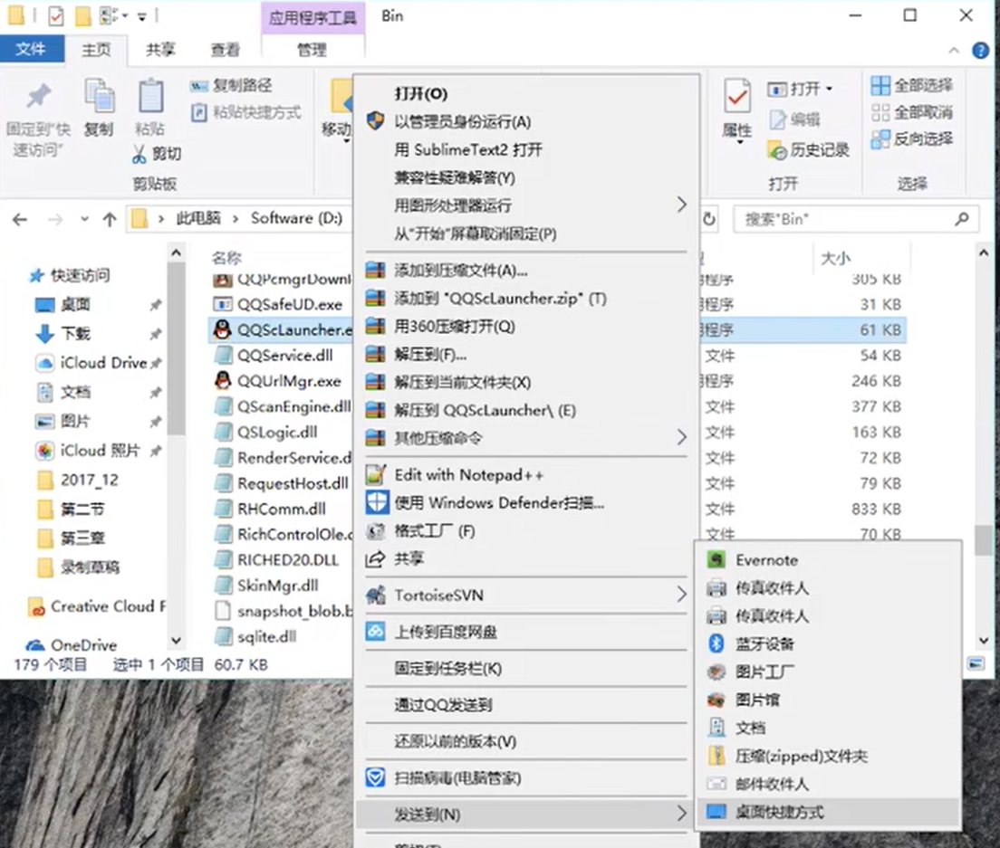 应用程序工具 Bin
文件 主页 共享 查看 管理
固定到"快速访问"
复制
粘贴
复制路径
粘贴快捷方式
剪切
剪贴板
移动
属性
打开
编辑
历史记录
打开
全部选择
全部取消
反向选择
选择
此电脑 > Software (D:)
搜索"Bin"
快速访问
桌面
下载
iCloud Drive
文档
图片
iCloud 照片
2017_12
第二节
第三章
录制草稿
Creative Cloud F
OneDrive
名称 大小
QQPcmgrDownl 程序 305 KB
QQSafeUD.exe 程序 31 KB
QQScLauncher.e 程序 61 KB
QQService.dll 文件 54 KB
QQUrlMgr.exe 程序 246 KB
QScanEngine.dll 文件 377 KB
QSLogic.dll 文件 163 KB
RenderService.d 文件 72 KB
RequestHost.dll 文件 79 KB
RHComm.dll 文件 833 KB
RichControlOle.c 文件 70 KB
RICHED20.DLL
SkinMgr.dll
snapshot_blob.b
sqlite.dll
179 个项目 选中 1 个项目 60.7 KB
打开(O)
以管理员身份运行(A)
用 SublimeText2 打开
兼容性疑难解答(Y)
用图形处理器运行
从"开始"屏幕取消固定(P)
添加到压缩文件(A)...
添加到 "QQScLauncher.zip" (T)
用360压缩打开(Q)
解压到(F)...
解压到当前文件夹(X)
解压到 QQScLauncher\ (E)
其他压缩命令
Edit with Notepad++
使用 Windows Defender扫描...
格式工厂 (F)
共享
TortoiseSVN
上传到百度网盘
固定到任务栏(K)
通过QQ发送到
还原以前的版本(V)
扫描病毒(电脑管家)
发送到(N)
Evernote
传真收件人
传真收件人
蓝牙设备
图片工厂
图片馆
文档
压缩(zipped)文件夹
邮件收件人
桌面快捷方式